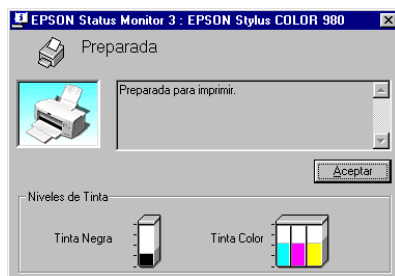 EPSON Status Monitor 3 : EPSON Stylus COLOR 980
Preparada
Preparada para imprimir.
Aceptar
Niveles de Tinta
Tinta Negra
Tinta Color